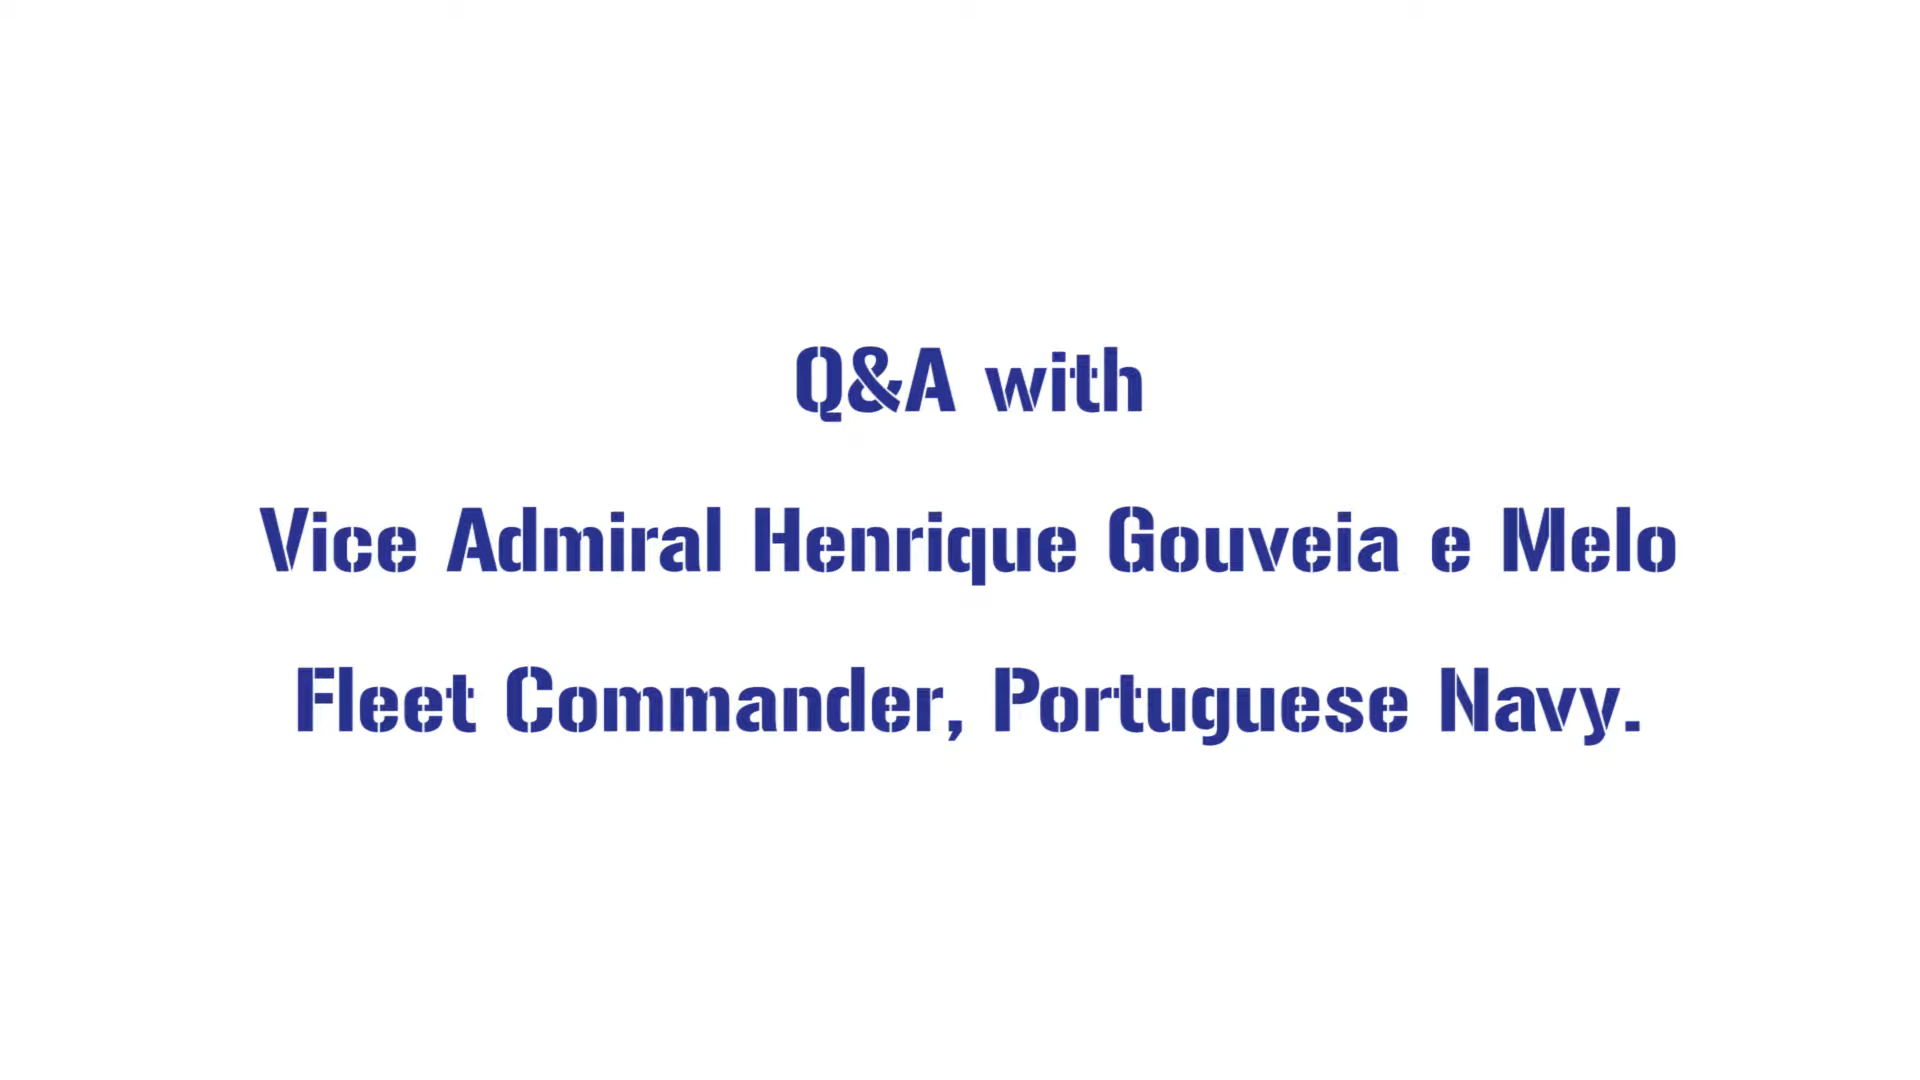 Q&A with
Vice Admiral Henrique Gouveia e Melo
Fleet Commander, Portuguese Navy.